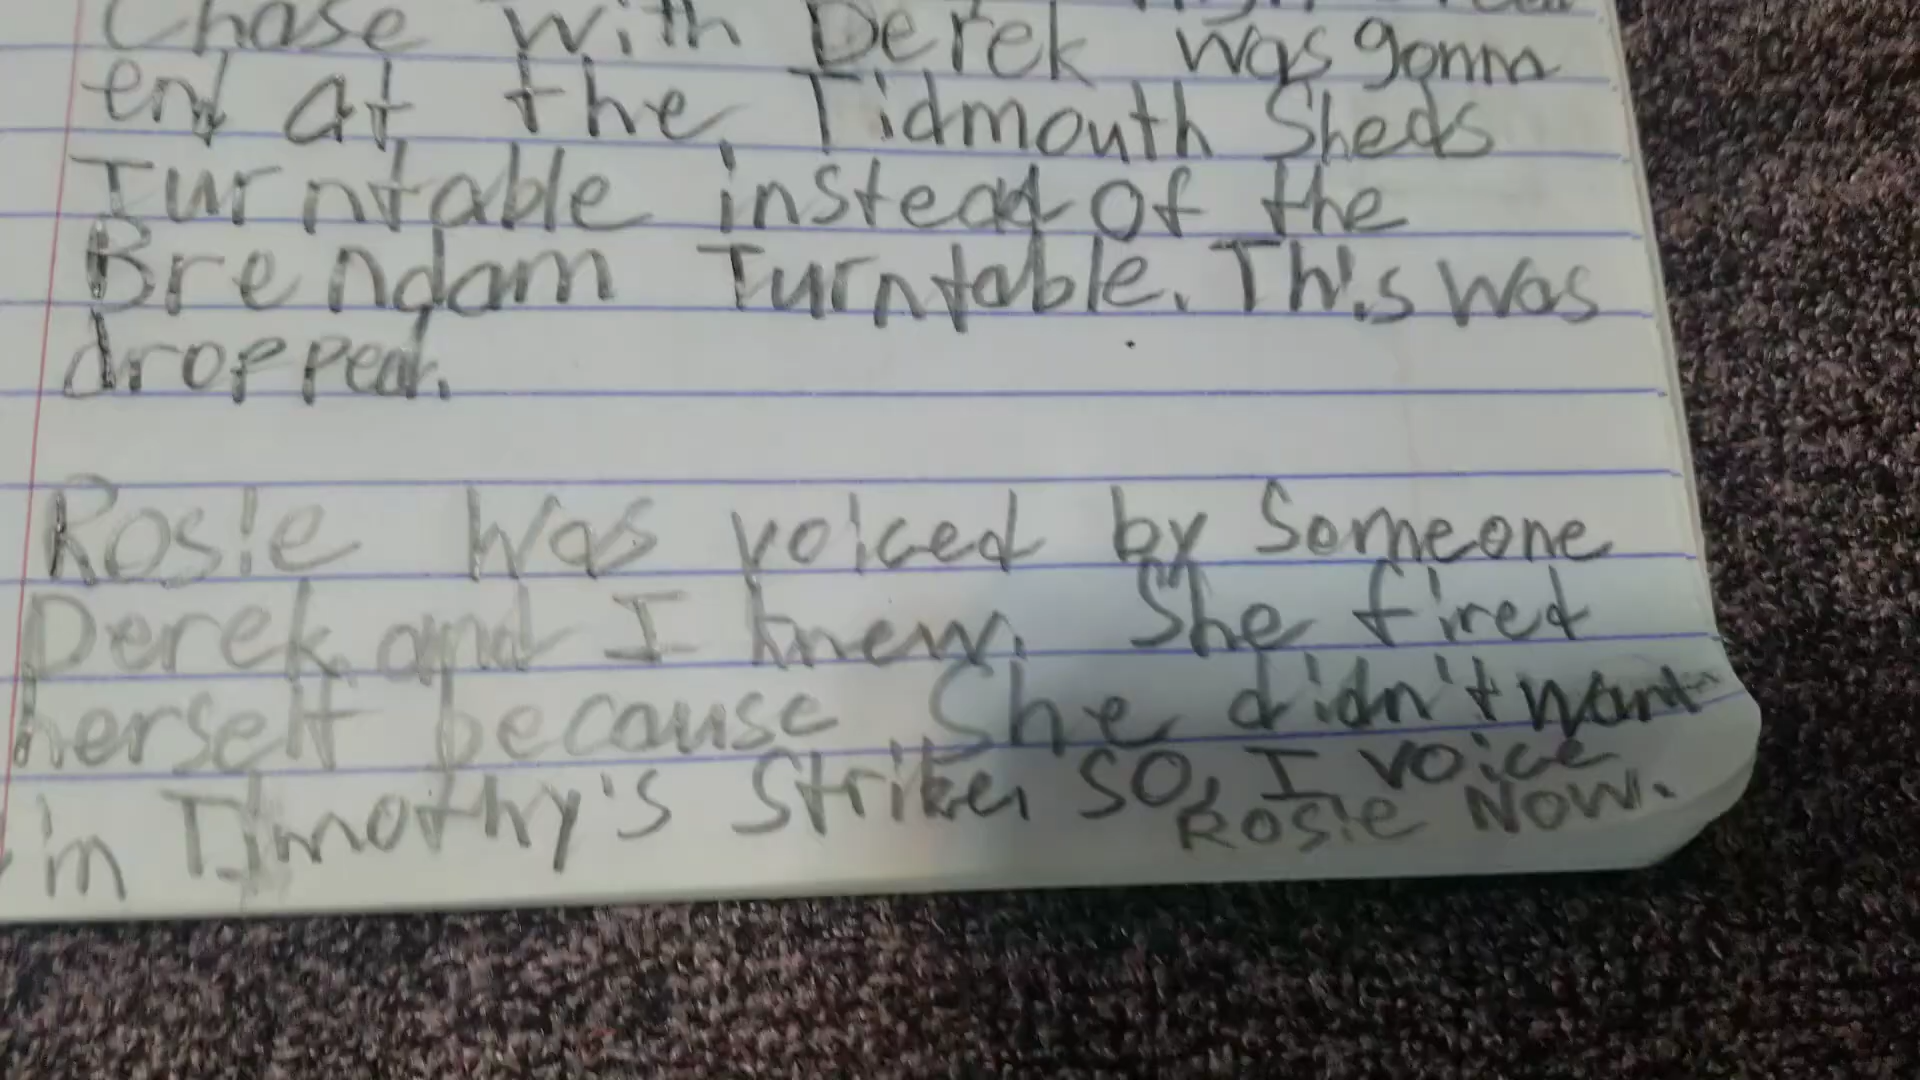 Chase with Derek was gonna
end at the Tidmouth Sheds
Turntable instead of the
Brendam Turntable. This was
dropped.
Rosie was voiced by Someone
Derek and I knew. She fired
herself because She didn't want
in Timothy's Strike, SO, I voice
Rosie Now.